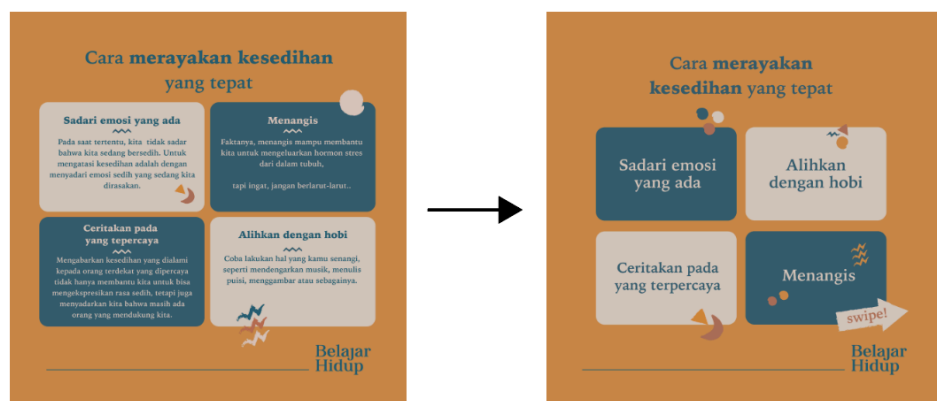 Cara merayakan kesedihan
yang tepat
Sadari emosi yang ada
Pada saat tertentu, kita tidak sadar
bahwa kita sedang bersedih. Untuk
mengatasi kesedihan adalah dengan
menyadari emosi sedih yang sedang kita
dirasakan.
Menangis
Faktanya, menangis mampu membantu
kita untuk mengeluarkan hormon stres
dari dalam tubuh,
tapi ingat, jangan berlarut-larut..
Ceritakan pada
yang tepercaya
Mengabarkan kesedihan yang dialami
kepada orang terdekat yang dipercaya
tidak hanya membantu kita untuk bisa
mengekspresikan rasa sedih, tetapi juga
menyadarkan kita bahwa masih ada
orang yang mendukung kita.
Alihkan dengan hobi
Coba lakukan hal yang kamu senangi,
seperti mendengarkan musik, menulis
puisi, menggambar atau sebagainya.
Belajar
Hidup
Cara merayakan
kesedihan yang tepat
Sadari emosi
yang ada
Alihkan
dengan hobi
Ceritakan pada
yang terpercaya
Menangis
swipe!
Belajar
Hidup